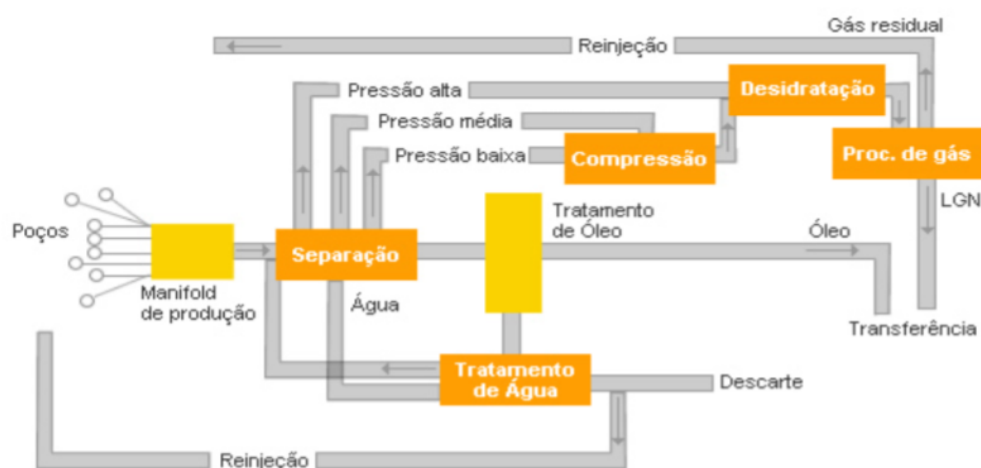 Gás residual
Reinjeção
Pressão alta
Desidratação
Pressão média
Pressão baixa
Compressão
Proc. de gás
LGN
Poços
Tratamento
de Óleo
Óleo
Separação
Manifold
de produção
Água
Transferência
Tratamento
de Água
Descarte
Reinjeção